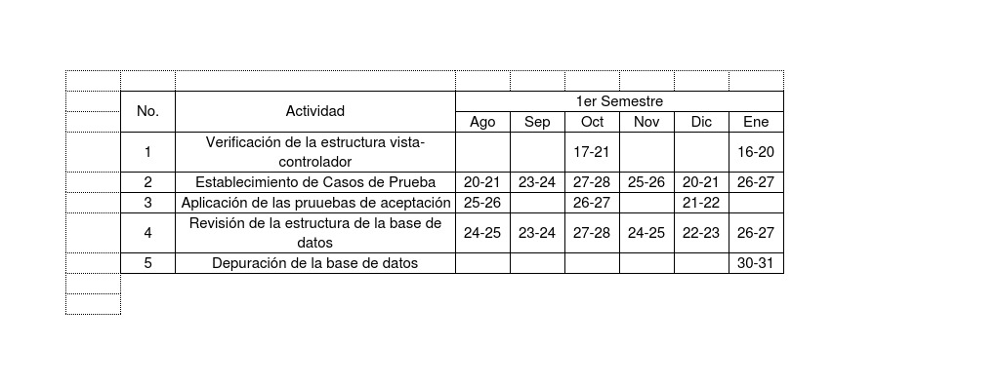 No. Actividad 1er Semestre
Ago Sep Oct Nov Dic Ene
1 Verificación de la estructura vista-
controlador 17-21 16-20
2 Establecimiento de Casos de Prueba 20-21 23-24 27-28 25-26 20-21 26-27
3 Aplicación de las pruuebas de aceptación 25-26 26-27 21-22
4 Revisión de la estructura de la base de
datos 24-25 23-24 27-28 24-25 22-23 26-27
5 Depuración de la base de datos 30-31